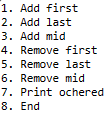 1. Add first
2. Add last
3. Add mid
4. Remove first
5. Remove last
6. Remove mid
7. Print ochered
8. End